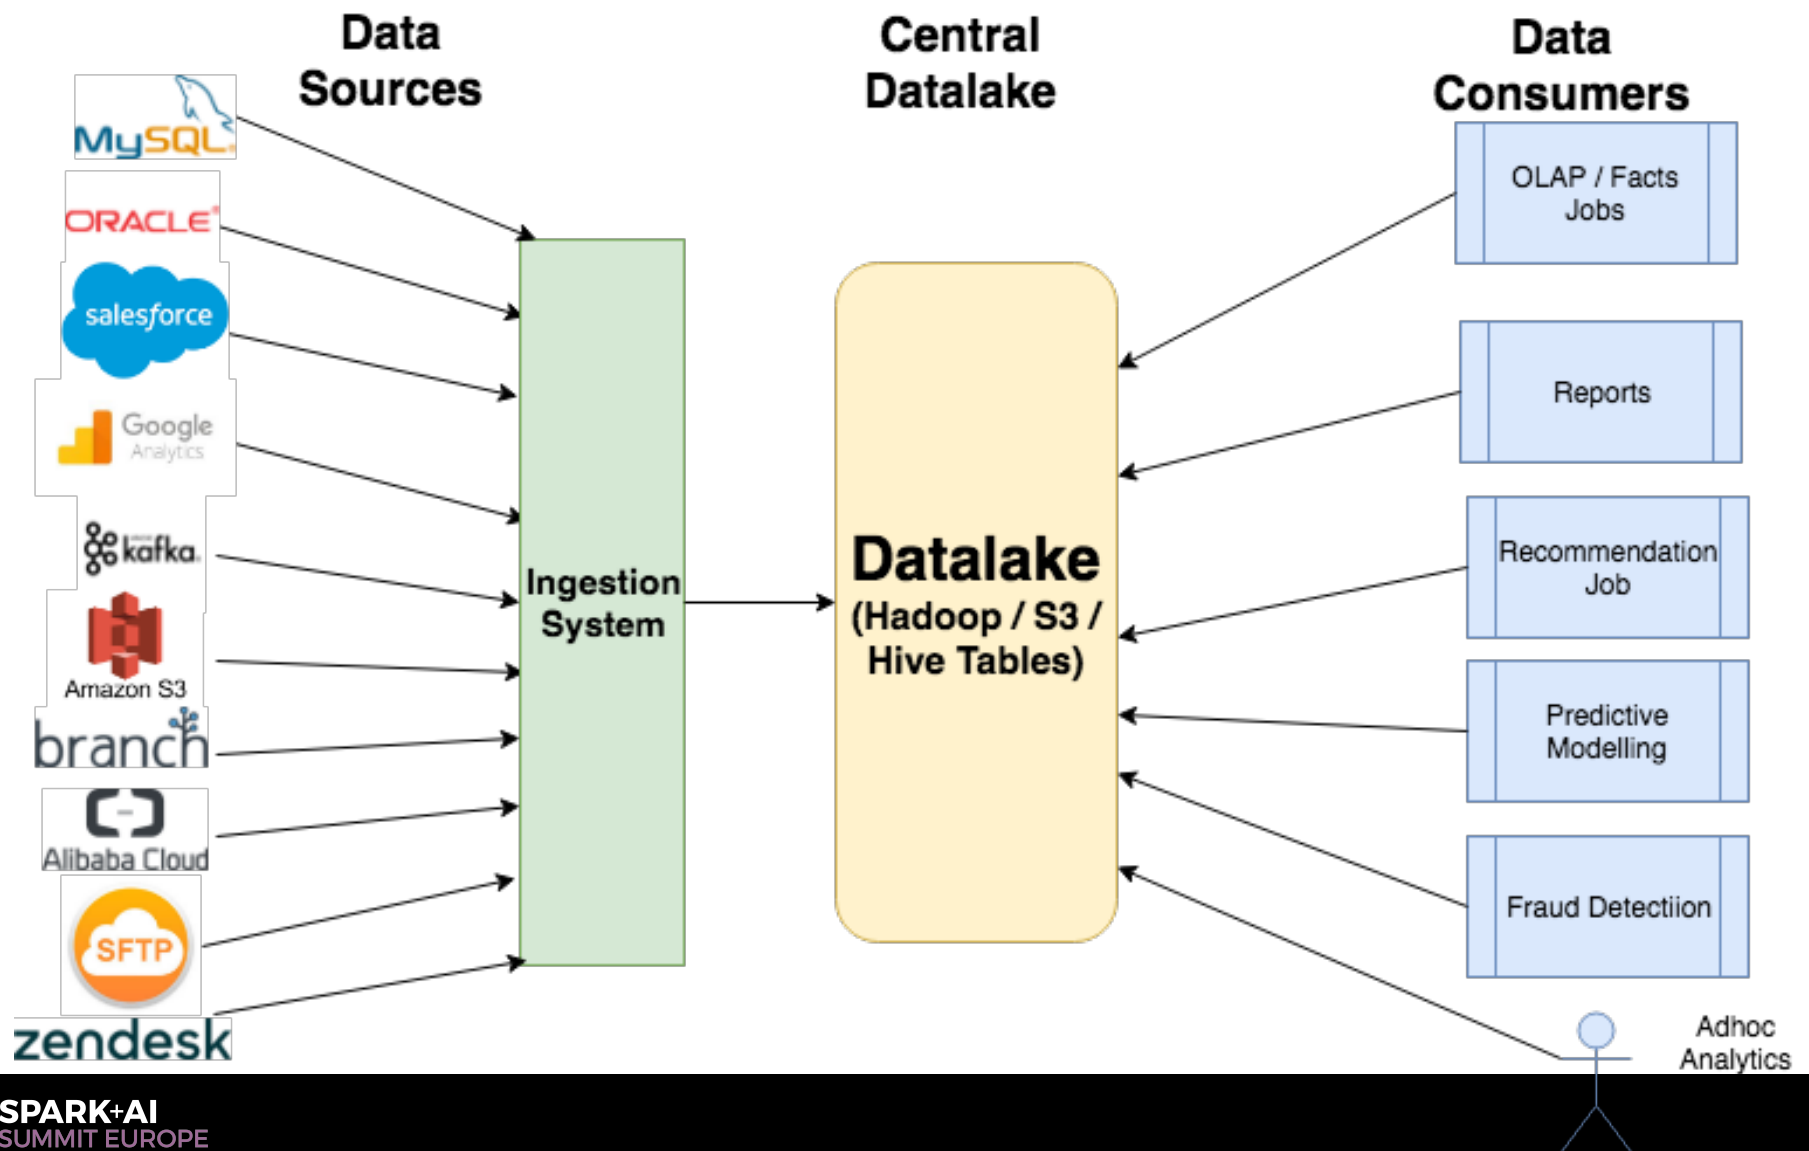 Data
Sources
Central
Datalake
Data
Consumers
MySQL
ORACLE
salesforce
Google
Analytics
kafka
Amazon S3
branch
Alibaba Cloud
SFTP
zendesk
Ingestion
System
Datalake
(Hadoop / S3 /
Hive Tables)
OLAP / Facts
Jobs
Reports
Recommendation
Job
Predictive
Modelling
Fraud Detectiion
Adhoc
Analytics
SPARK+AI
SUMMIT EUROPE